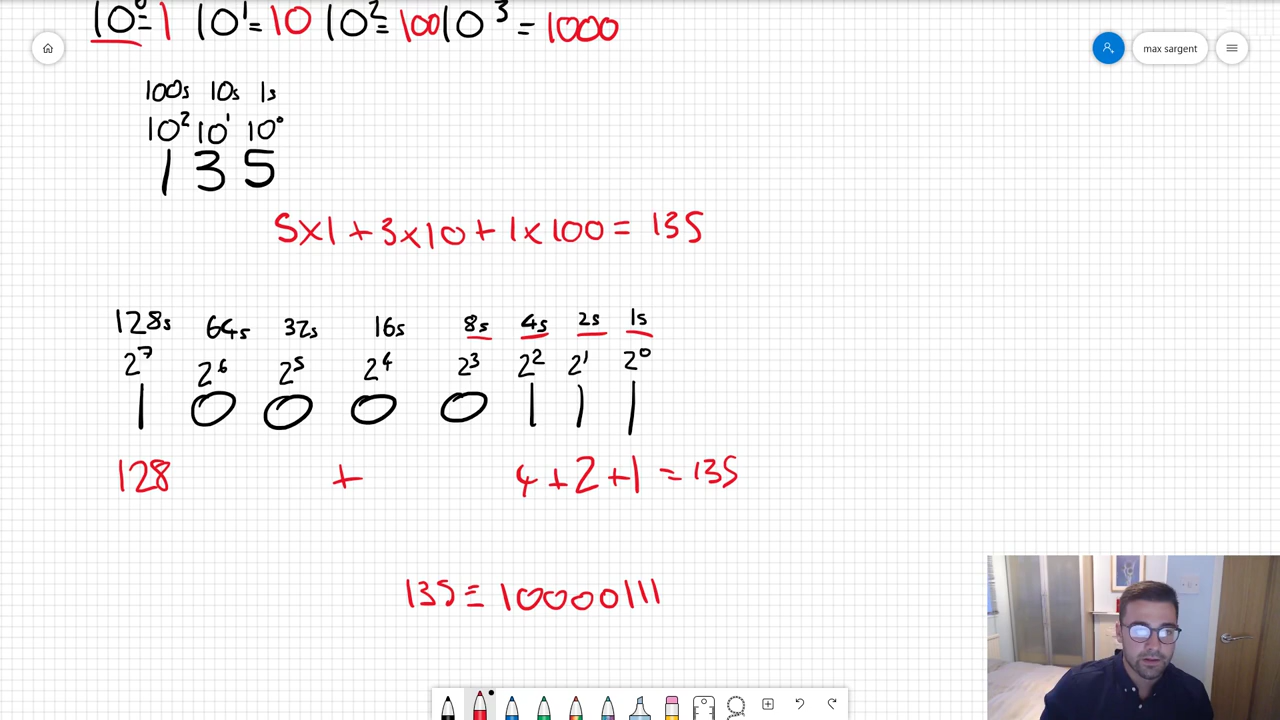 10⁰=1 10¹=10 10²=100 10³=1000
max sargent
100s 10s 1s
10² 10¹ 10⁰
1 3 5
5×1+3×10+1×100=135
128s 64s 32s 16s 8s 4s 2s 1s
2⁷ 2⁶ 2⁵ 2⁴ 2³ 2² 2¹ 2⁰
1 0 0 0 0 1 1 1
128 + 4+2+1=135
135≡10000111